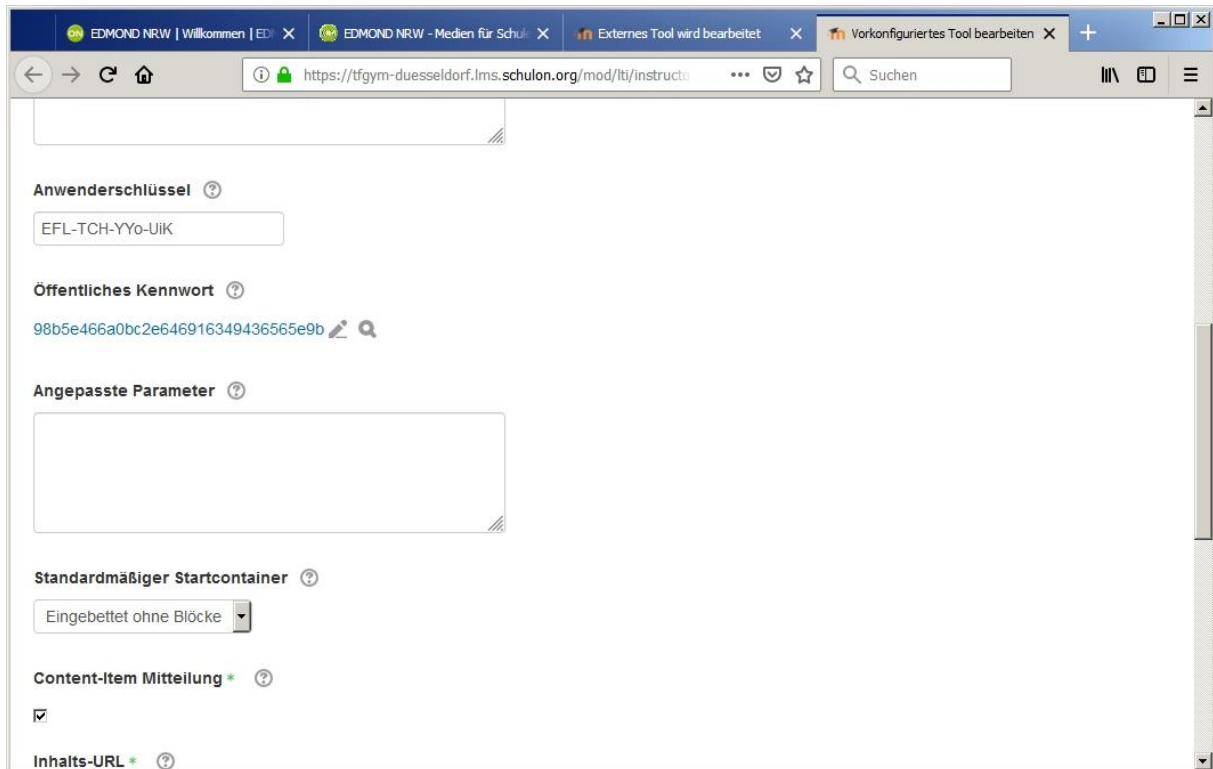 EDMOND NRW | Willkommen | ED
EDMOND NRW - Medien für Schul
Externes Tool wird bearbeitet
Vorkonfiguriertes Tool bearbeiten
https://tfgym-duesseldorf.lms.schulon.org/mod/lti/instructo
Suchen
Anwenderschlüssel
EFL-TCH-YYo-UiK
Öffentliches Kennwort
98b5e466a0bc2e646916349436565e9b
Angepasste Parameter
Standardmäßiger Startcontainer
Eingebettet ohne Blöcke
Content-Item Mitteilung *
Inhalts-URL *